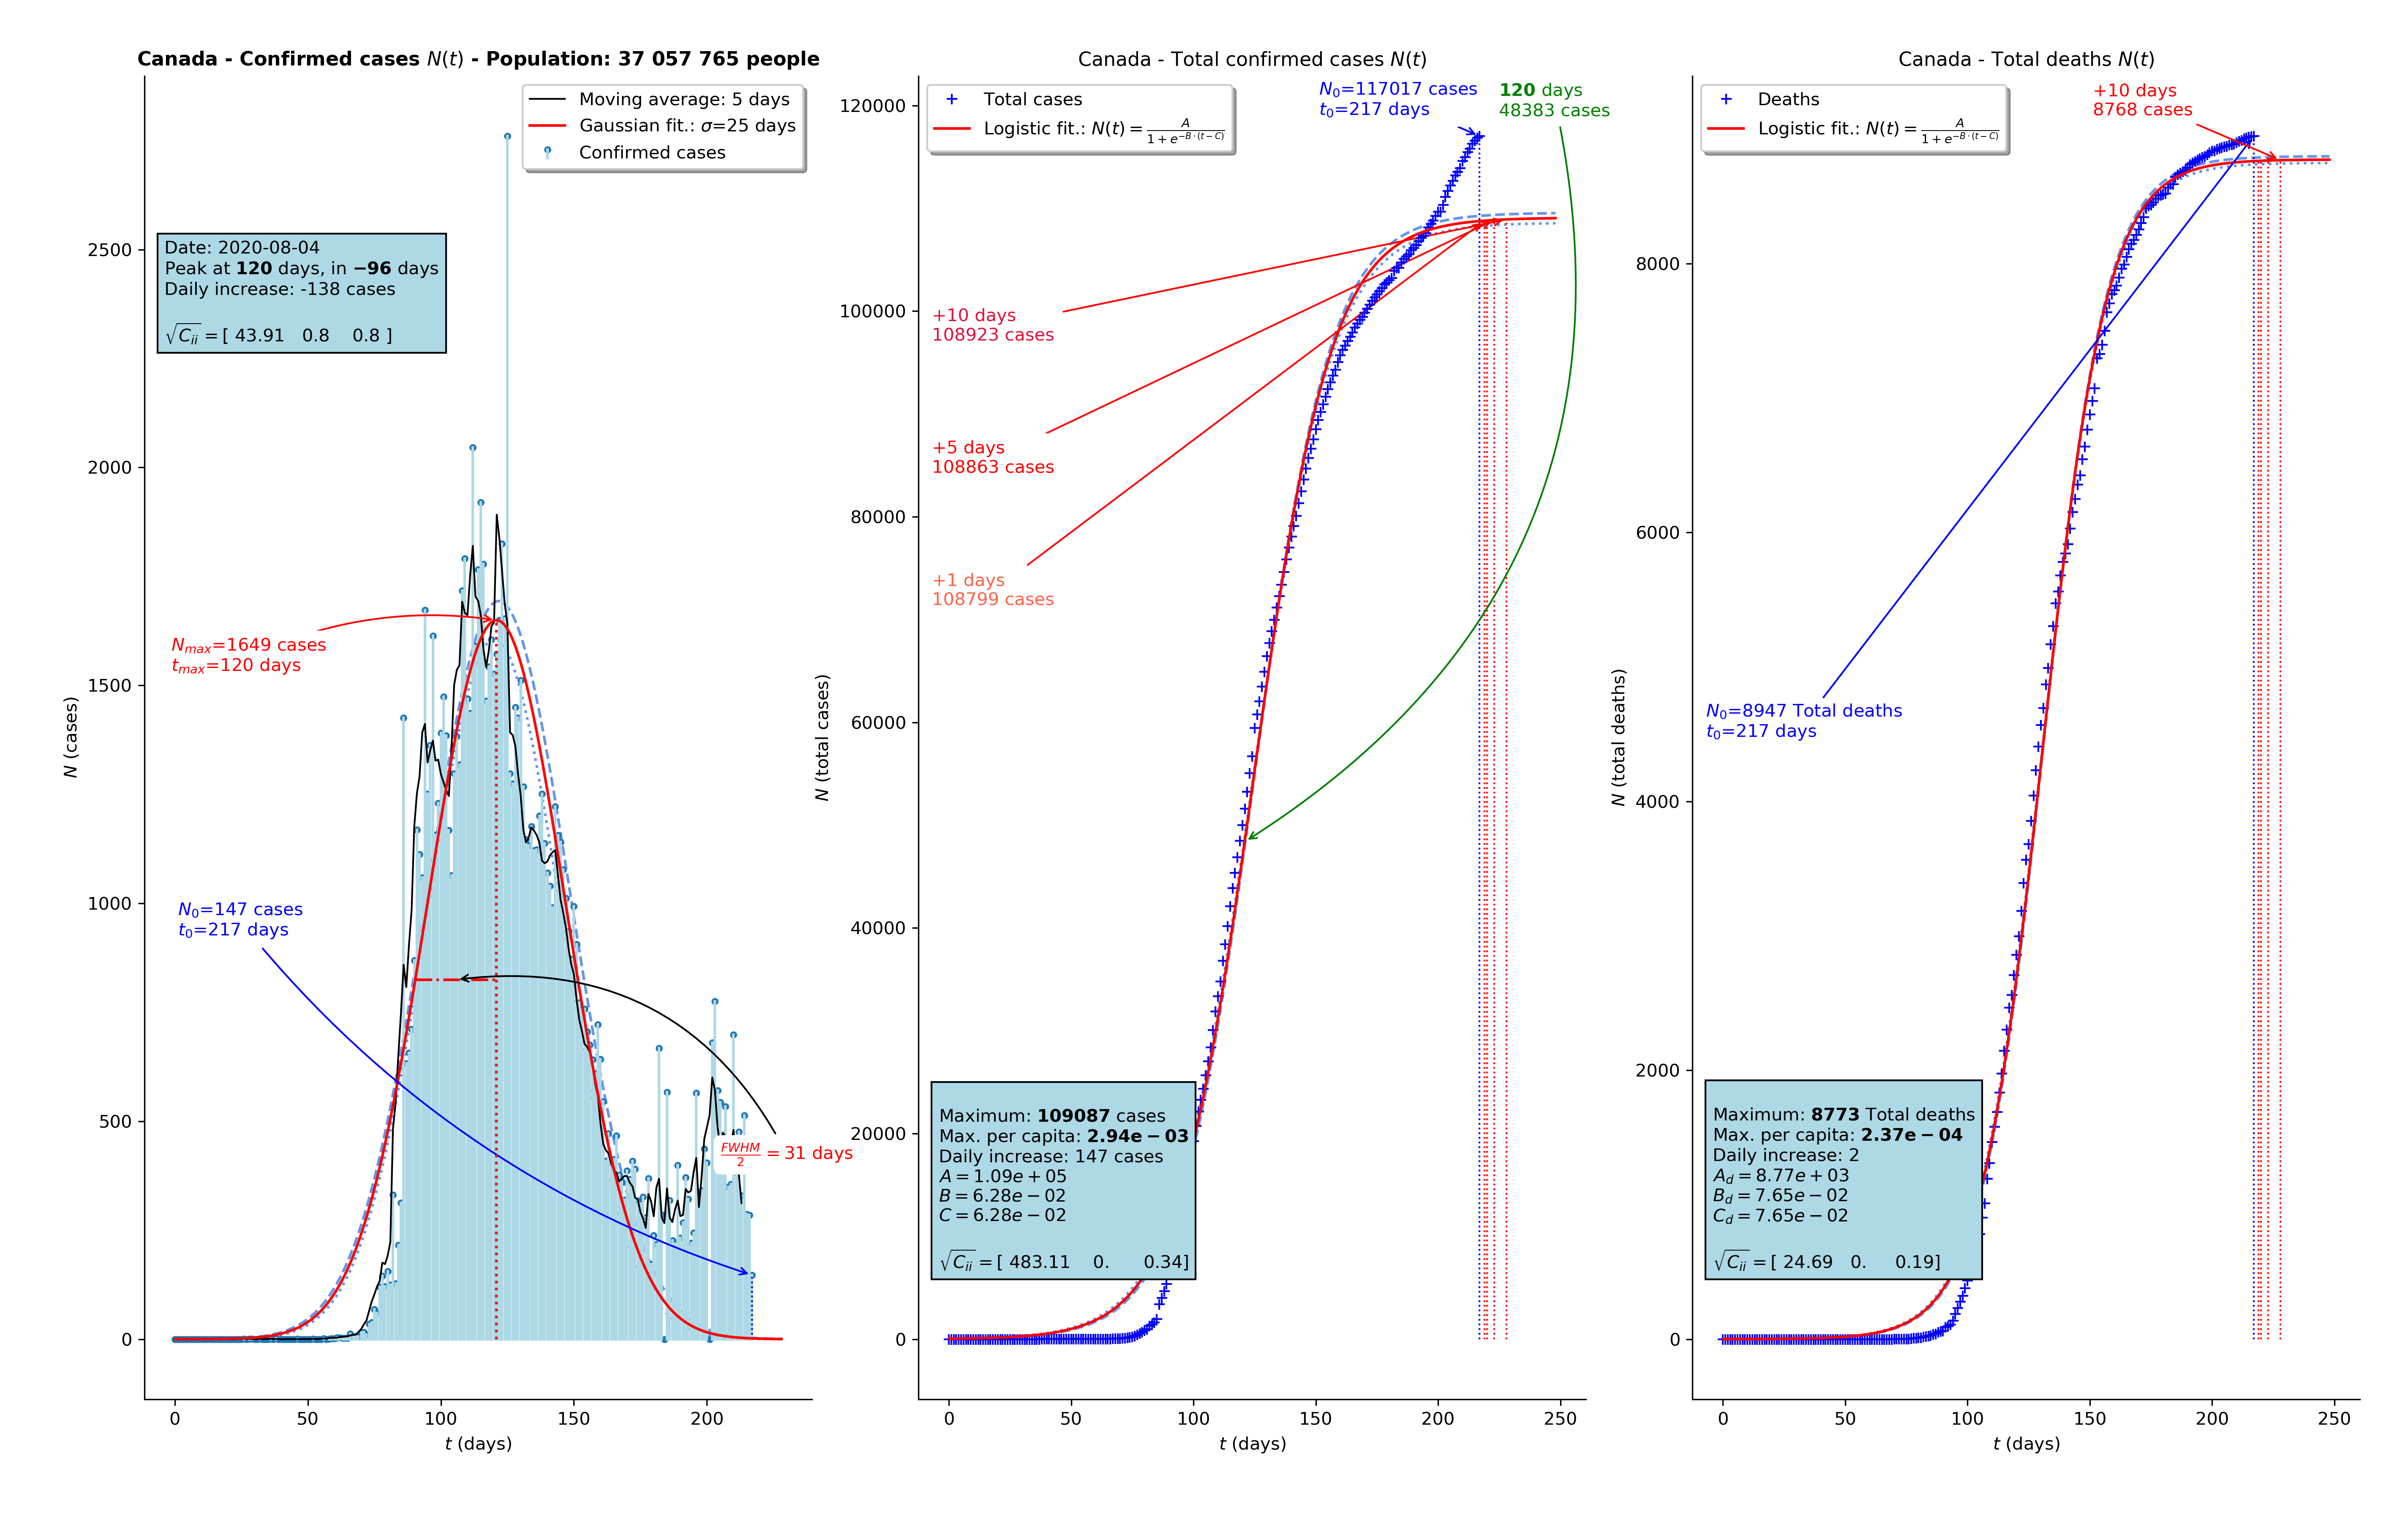 Canada - Confirmed cases N(t) - Population: 37 057 765 people
Moving average: 5 days
Gaussian fit.: σ=25 days
Confirmed cases
Date: 2020-08-04
Peak at 120 days, in −96 days
Daily increase: -138 cases
√C_ii = [ 43.91 0.8 0.8 ]
N_max=1649 cases
t_max=120 days
N_0=147 cases
t_0=217 days
FWHM/2 = 31 days
2500
2000
1500
1000
500
0
N (cases)
0 50 100 150 200
t (days)
Canada - Total confirmed cases N(t)
Total cases
Logistic fit.: N(t) = A/(1 + e^{−B·(t−C)})
N_0=117017 cases
t_0=217 days
120 days
48383 cases
+10 days
108923 cases
+5 days
108863 cases
+1 days
108799 cases
Maximum: 109087 cases
Max. per capita: 2.94e − 03
Daily increase: 147 cases
A = 1.09e + 05
B = 6.28e − 02
C = 6.28e − 02
√C_ii = [ 483.11 0. 0.34]
120000
100000
80000
60000
40000
20000
0
N (total cases)
0 50 100 150 200 250
t (days)
Canada - Total deaths N(t)
Deaths
Logistic fit.: N(t) = A/(1 + e^{−B·(t−C)})
+10 days
8768 cases
N_0=8947 Total deaths
t_0=217 days
Maximum: 8773 Total deaths
Max. per capita: 2.37e − 04
Daily increase: 2
A_d = 8.77e + 03
B_d = 7.65e − 02
C_d = 7.65e − 02
√C_ii = [ 24.69 0. 0.19]
8000
6000
4000
2000
0
N (total deaths)
0 50 100 150 200 250
t (days)